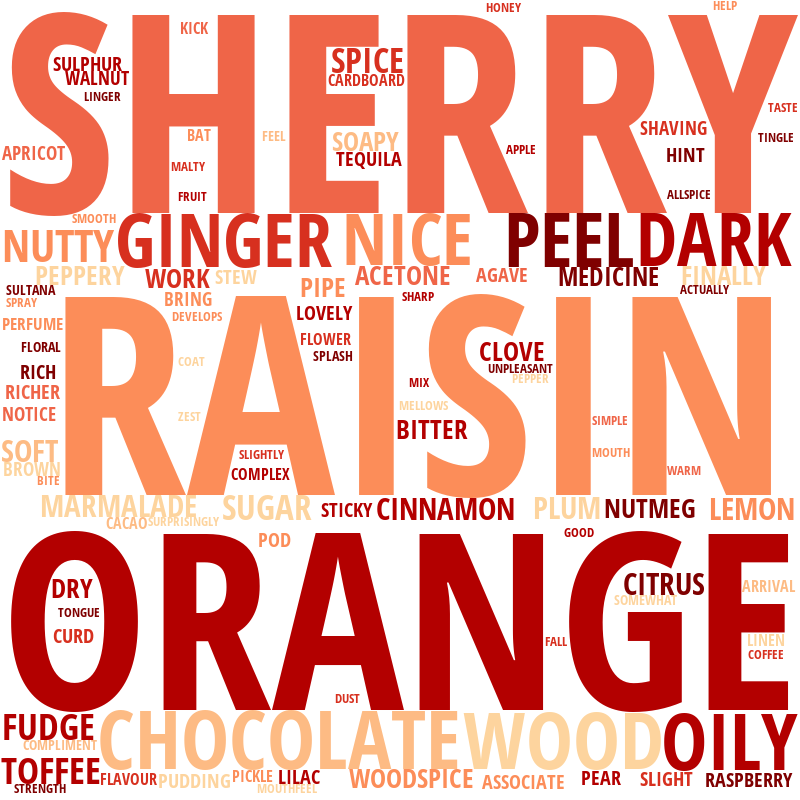 HONEY
HELP
SHERRY
KICK
SPICE
SULPHUR
WALNUT
CARDBOARD
LINGER
TASTE
SHAVING
TINGLE
BAT
FEEL
SOAPY
APRICOT
TEQUILA
APPLE
HINT
MALTY
FRUIT
ALLSPICE
SMOOTH
NUTTY
GINGER
NICE
PEEL
DARK
PEPPERY
WORK
STEW
PIPE
ACETONE
AGAVE
MEDICINE
FINALLY
SULTANA
SPRAY
BRING
SHARP
ACTUALLY
RAISIN
PERFUME
DEVELOPS
LOVELY
FLORAL
FLOWER
SPLASH
CLOVE
COAT
RICH
UNPLEASANT
PEPPER
RICHER
MIX
NOTICE
ZEST
MELLOWS
SIMPLE
BITTER
SOFT
SLIGHTLY
MOUTH
BROWN
COMPLEX
WARM
BITE
MARMALADE
SUGAR
STICKY
CINNAMON
PLUM
NUTMEG
LEMON
CACAO
SURPRISINGLY
GOOD
POD
ORANGE
DRY
CITRUS
ARRIVAL
SOMEWHAT
TONGUE
CURD
FALL
LINEN
COFFEE
DUST
FUDGE
CHOCOLATE
WOOD
OILY
COMPLIMENT
TOFFEE
FLAVOUR
PUDDING
PICKLE
LILAC
WOODSPICE
ASSOCIATE
PEAR
SLIGHT
RASPBERRY
STRENGTH
MOUTHFEEL